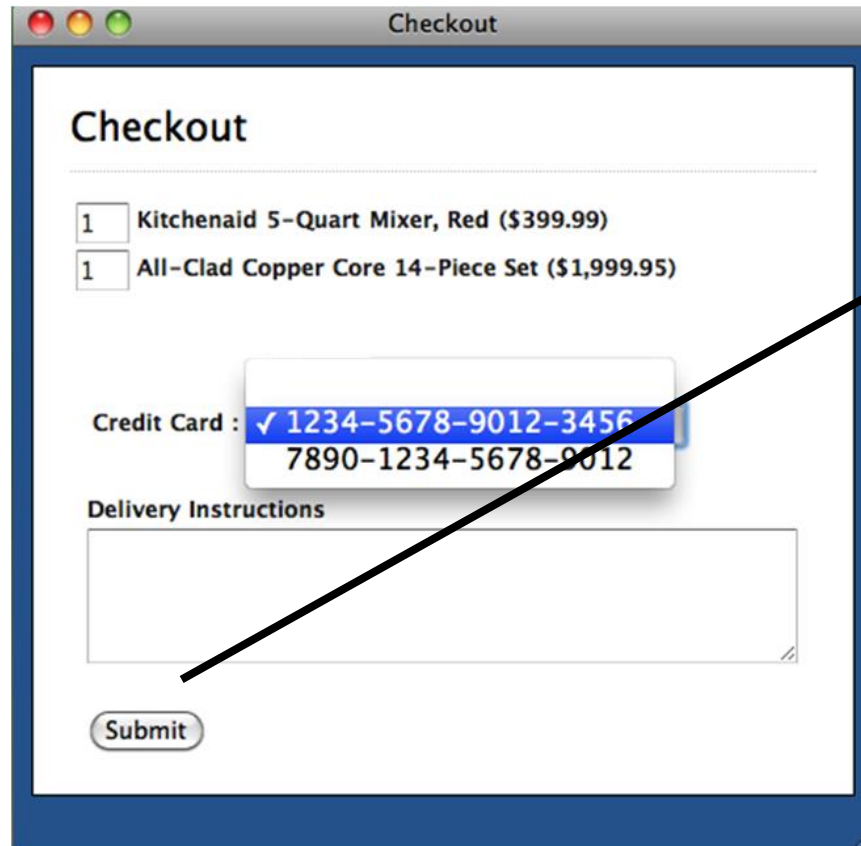 Checkout
Checkout
1 Kitchenaid 5-Quart Mixer, Red ($399.99)
1 All-Clad Copper Core 14-Piece Set ($1,999.95)
Credit Card : ✓ 1234-5678-9012-3456
7890-1234-5678-9012
Delivery Instructions
Submit